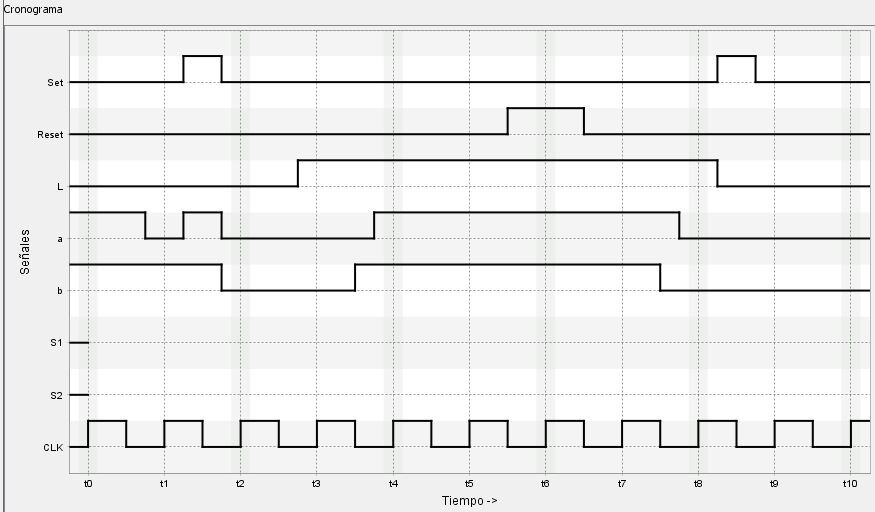 Cronograma
Set
Reset
L
a
b
S1
S2
CLK
Señales
t0 t1 t2 t3 t4 t5 t6 t7 t8 t9 t10
Tiempo ->